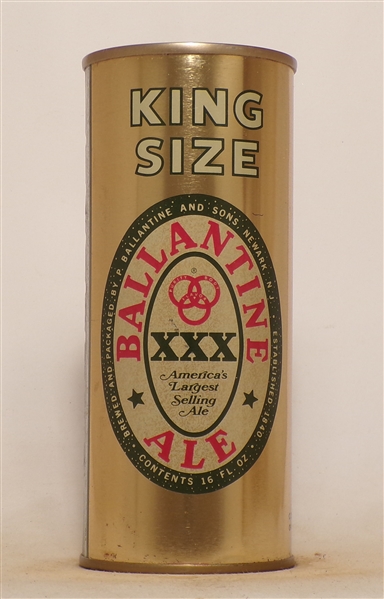 KING
SIZE
BREWED AND PACKAGED BY P. BALLANTINE AND SONS, NEWARK, N. J. ESTABLISHED 1840
BALLANTINE
XXX
America's
Largest
Selling
Ale
ALE
CONTENTS 16 FL. OZ.